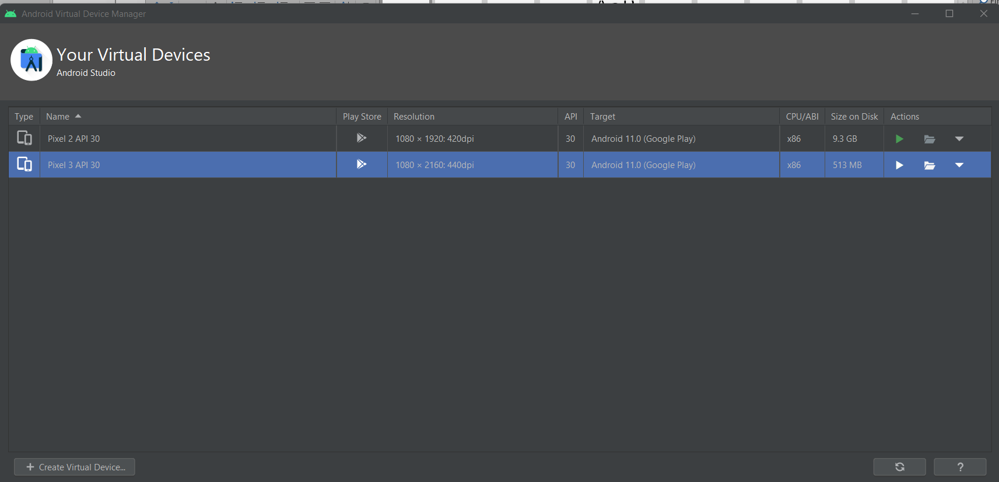 Android Virtual Device Manager
Your Virtual Devices
Android Studio
Type Name Play Store Resolution API Target CPU/ABI Size on Disk Actions
Pixel 2 API 30 1080 × 1920: 420dpi 30 Android 11.0 (Google Play) x86 9.3 GB
Pixel 3 API 30 1080 × 2160: 440dpi 30 Android 11.0 (Google Play) x86 513 MB
+ Create Virtual Device... ?